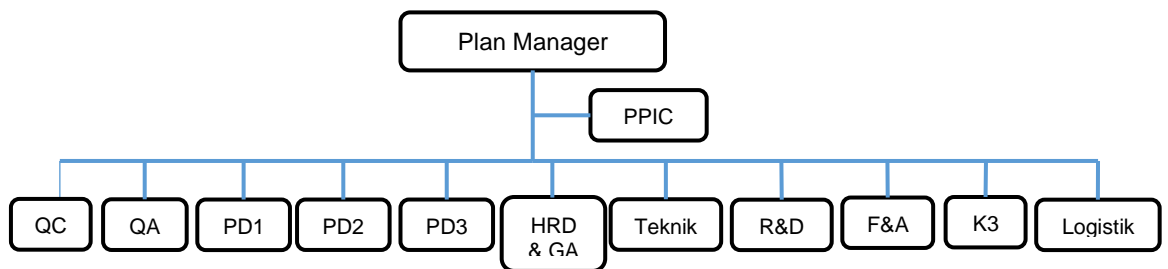 Plan Manager
PPIC
QC
QA
PD1
PD2
PD3
HRD
& GA
Teknik
R&D
F&A
K3
Logistik